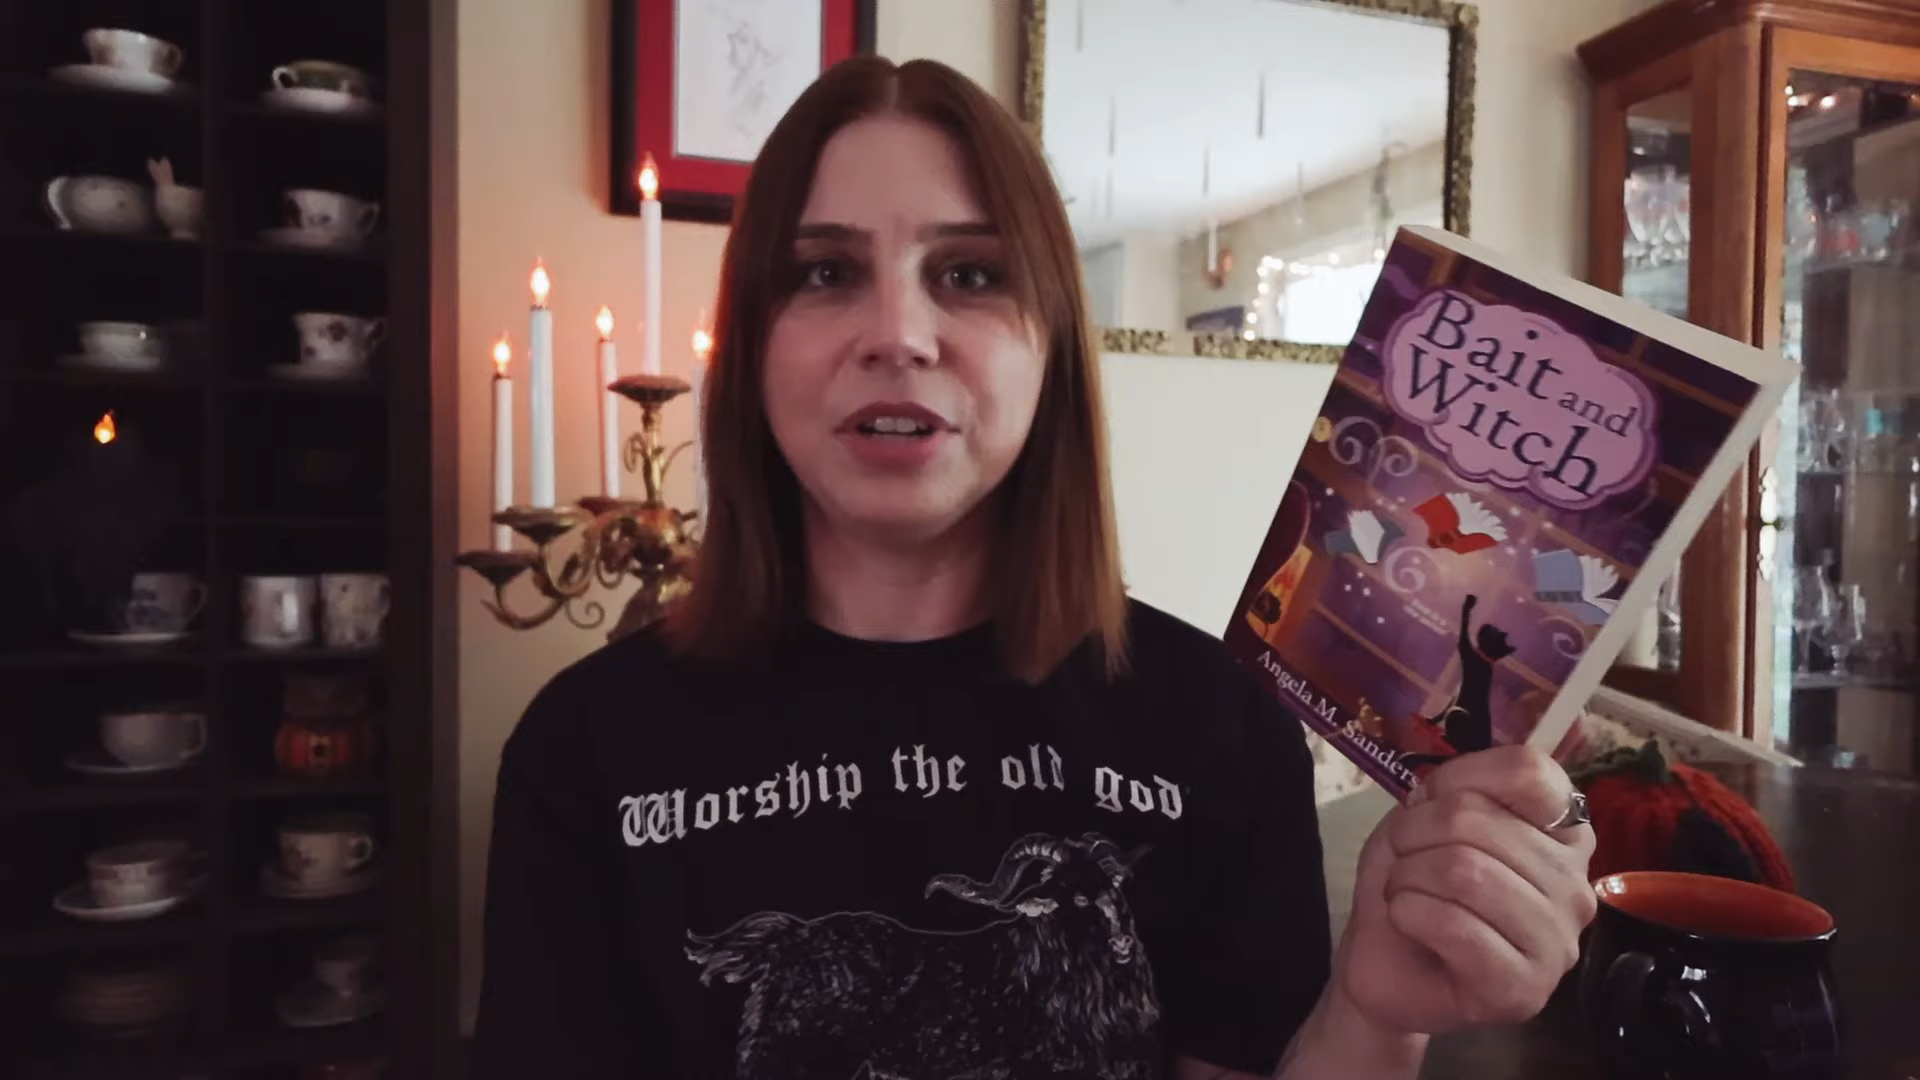 Bait and
Witch
Angela M. Sanders
Worship the old god